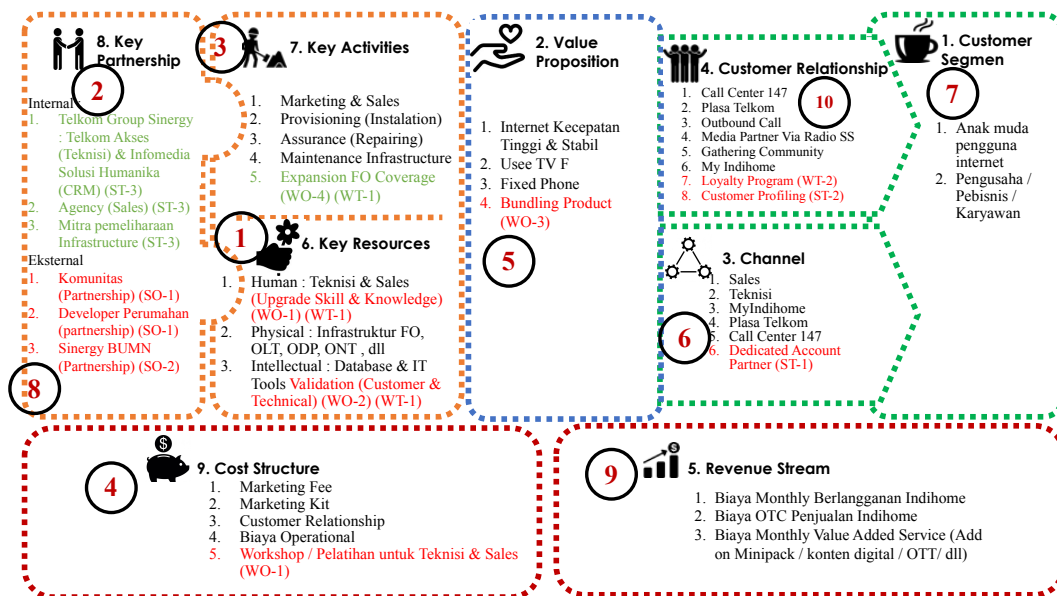 8. Key
Partnership
2
Internal :
1. Telkom Group Sinergy
: Telkom Akses
(Teknisi) & Infomedia
Solusi Humanika
(CRM) (ST-3)
2. Agency (Sales) (ST-3)
3. Mitra pemeliharaan
Infrastructure (ST-3)
Eksternal
1. Komunitas
(Partnership) (SO-1)
2. Developer Perumahan
(partnership) (SO-1)
3. Sinergy BUMN
(Partnership) (SO-2)
8
3
7. Key Activities
1. Marketing & Sales
2. Provisioning (Instalation)
3. Assurance (Repairing)
4. Maintenance Infrastructure
5. Expansion FO Coverage
(WO-4) (WT-1)
1
6. Key Resources
1. Human : Teknisi & Sales
(Upgrade Skill & Knowledge)
(WO-1) (WT-1)
2. Physical : Infrastruktur FO,
OLT, ODP, ONT , dll
3. Intellectual : Database & IT
Tools Validation (Customer &
Technical) (WO-2) (WT-1)
2. Value
Proposition
1. Internet Kecepatan
Tinggi & Stabil
2. Usee TV F
3. Fixed Phone
4. Bundling Product
(WO-3)
5
4. Customer Relationship
1. Call Center 147
2. Plasa Telkom
3. Outbound Call
4. Media Partner Via Radio SS
5. Gathering Community
6. My Indihome
7. Loyalty Program (WT-2)
8. Customer Profiling (ST-2)
10
3. Channel
1. Sales
2. Teknisi
3. MyIndihome
4. Plasa Telkom
5. Call Center 147
6. Dedicated Account
Partner (ST-1)
6
1. Customer
Segmen
7
1. Anak muda
pengguna
internet
2. Pengusaha /
Pebisnis /
Karyawan
$
4
9. Cost Structure
1. Marketing Fee
2. Marketing Kit
3. Customer Relationship
4. Biaya Operational
5. Workshop / Pelatihan untuk Teknisi & Sales
(WO-1)
$
9
5. Revenue Stream
1. Biaya Monthly Berlangganan Indihome
2. Biaya OTC Penjualan Indihome
3. Biaya Monthly Value Added Service (Add
on Minipack / konten digital / OTT/ dll)